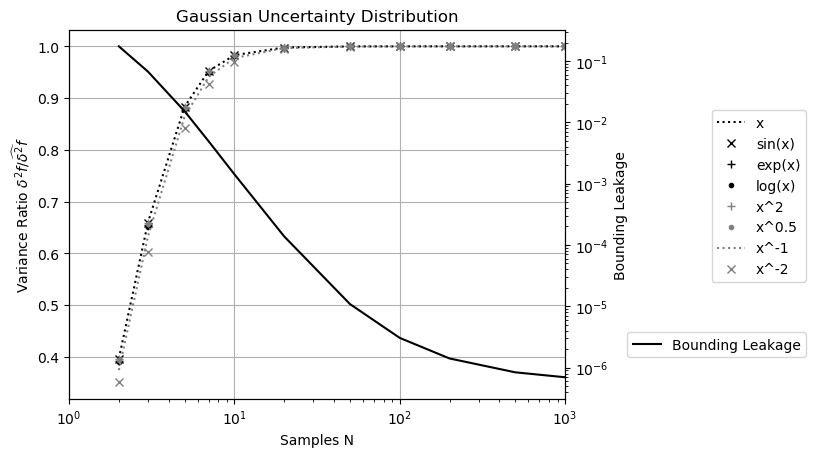 Gaussian Uncertainty Distribution
Variance Ratio δ²f/δ̂²f
1.0
0.9
0.8
0.7
0.6
0.5
0.4
10⁰
10¹
10²
10³
Samples N
10⁻¹
10⁻²
10⁻³
10⁻⁴
10⁻⁵
10⁻⁶
Bounding Leakage
x
sin(x)
exp(x)
log(x)
x^2
x^0.5
x^-1
x^-2
Bounding Leakage